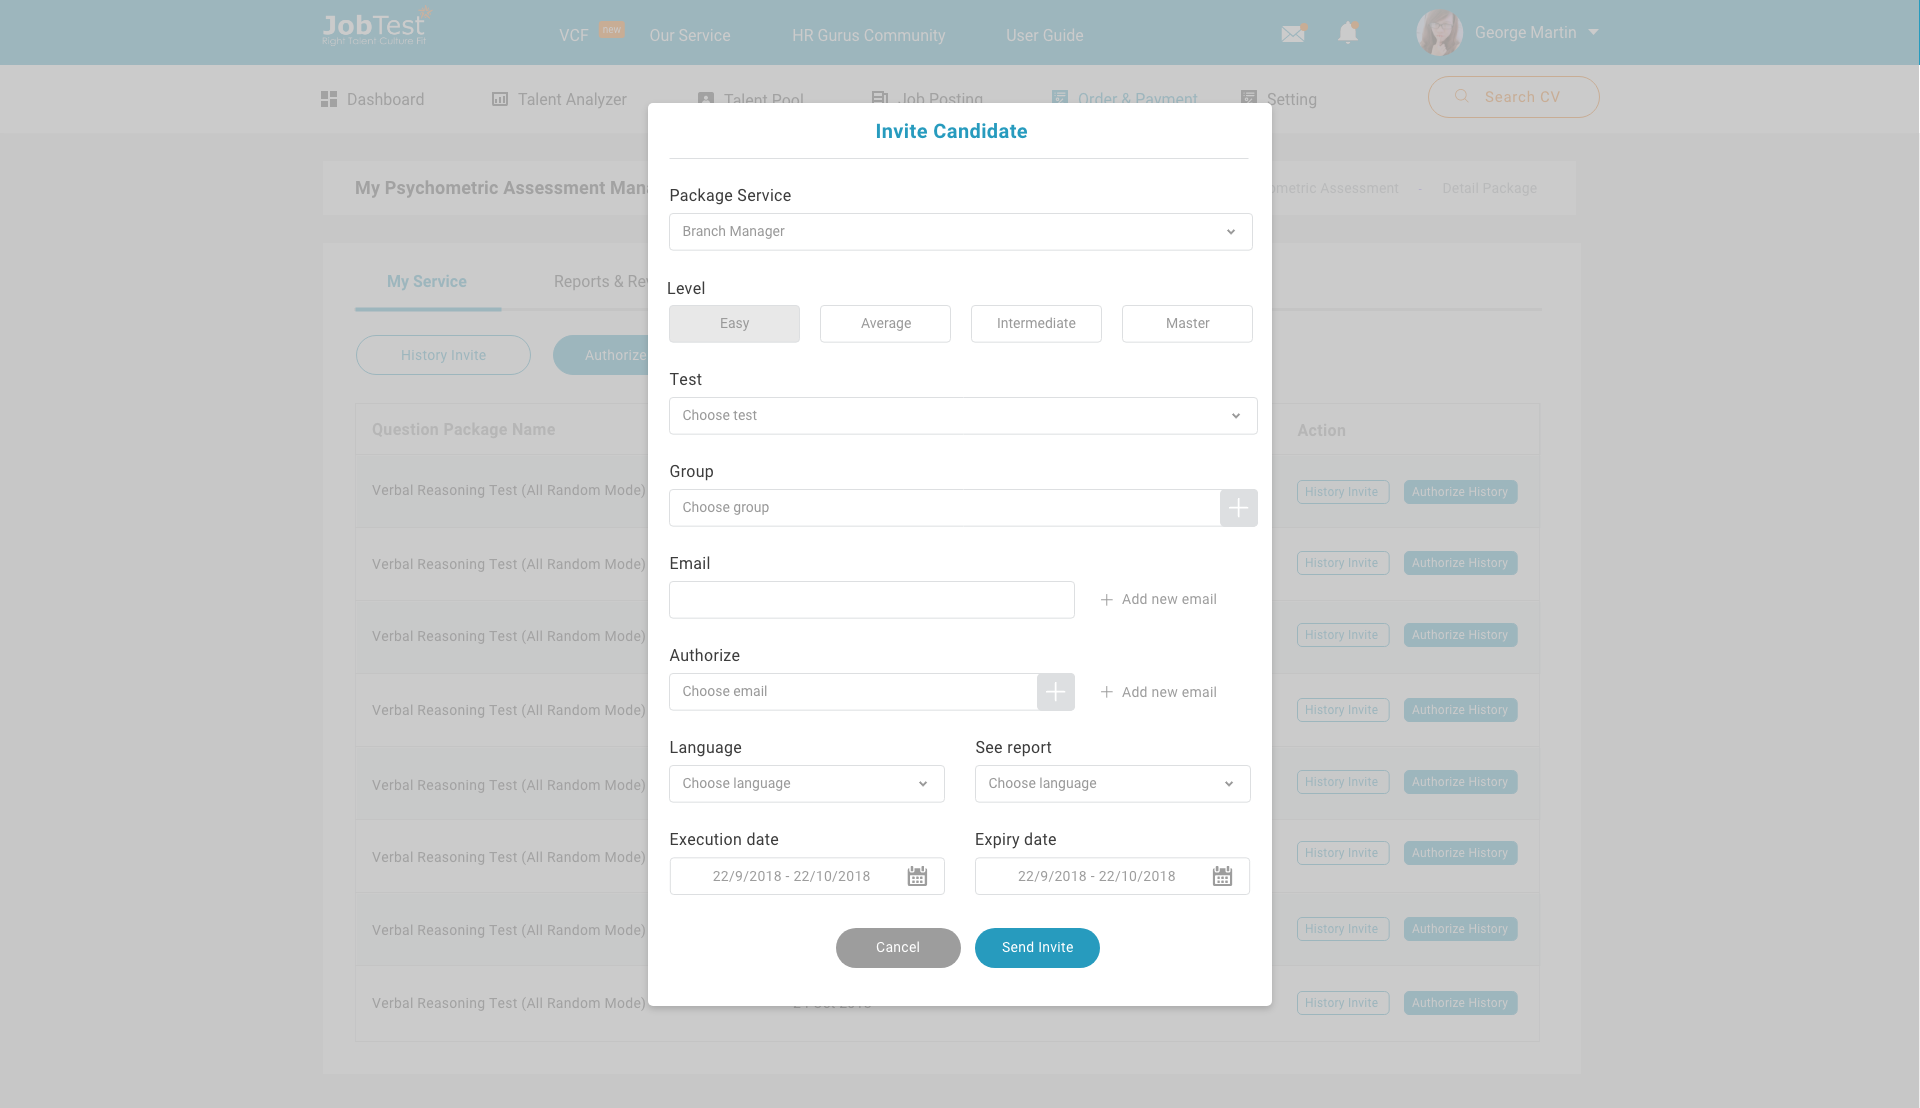 JobTest
Right Talent Culture Fit
VCF new Our Service HR Gurus Community User Guide George Martin
Dashboard Talent Analyzer Talent Pool Job Posting Order & Payment Setting Search CV
Invite Candidate
My Psychometric Assessment Assessment - Detail Package
Package Service
Branch Manager
My Service Reports &
Level
Easy Average Intermediate Master
History Invite Authorize
Test
Choose test
Question Package Name Action
Group
Verbal Reasoning Test (All Random Mode) History Invite Authorize History
Choose group
Email
Verbal Reasoning Test (All Random Mode) History Invite Authorize History
Add new email
Verbal Reasoning Test (All Random Mode) History Invite Authorize History
Authorize
Choose email Add new email
Verbal Reasoning Test (All Random Mode) History Invite Authorize History
Language See report
Choose language Choose language
Verbal Reasoning Test (All Random Mode) History Invite Authorize History
Execution date Expiry date
Verbal Reasoning Test (All Random Mode) History Invite Authorize History
22/9/2018 - 22/10/2018 22/9/2018 - 22/10/2018
Verbal Reasoning Test (All Random Mode) History Invite Authorize History
Cancel Send Invite
Verbal Reasoning Test (All Random Mode) History Invite Authorize History